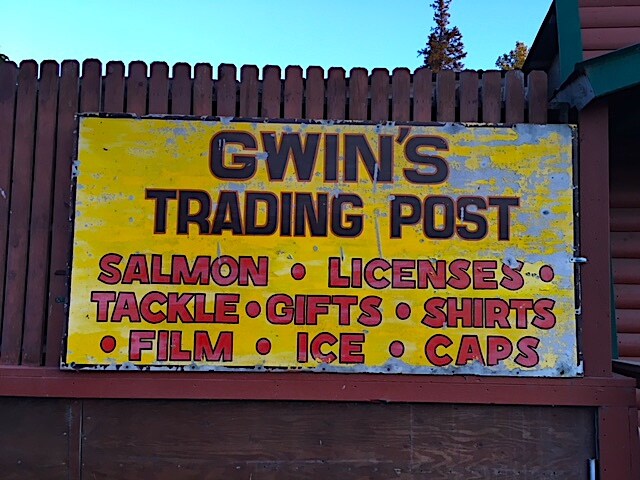 GWIN'S
TRADING POST
SALMON • LICENSES •
TACKLE • GIFTS • SHIRTS
• FILM • ICE • CAPS